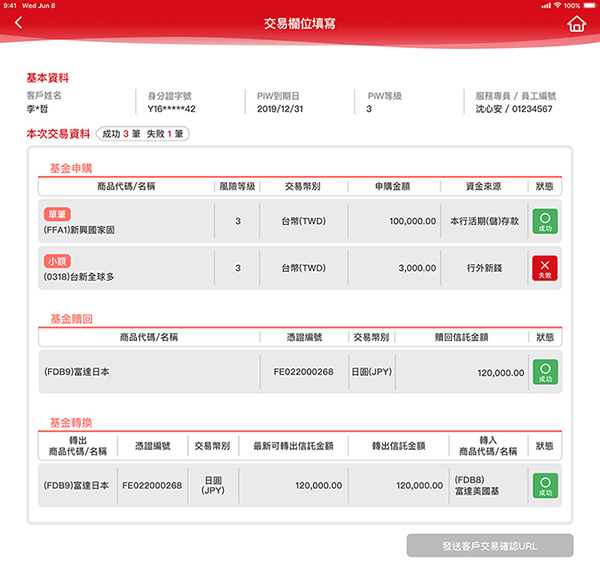 9:41 Wed Jun 8 100%
交易欄位填寫
基本資料
客戶姓名 身分證字號 PIW到期日 PIW等級 服務專員 / 員工編號
李*哲 Y16*****42 2019/12/31 3 沈心安 / 01234567
本次交易資料 成功 3 筆 失敗 1 筆
基金申購
商品代碼/名稱 風險等級 交易幣別 申購金額 資金來源 狀態
單筆
(FFA1)新興國家固 3 台幣(TWD) 100,000.00 本行活期(儲)存款 成功
小額
(0318)台新全球多 3 台幣(TWD) 3,000.00 行外新錢 失敗
基金贖回
商品代碼/名稱 憑證編號 交易幣別 贖回信託金額 狀態
(FDB9)富達日本 FE022000268 日圓(JPY) 120,000.00 成功
基金轉換
轉出
商品代碼/名稱 憑證編號 交易幣別 最新可轉出信託金額 轉出信託金額 轉入
商品代碼/名稱 狀態
(FDB9)富達日本 FE022000268 日圓
(JPY) 120,000.00 120,000.00 (FDB8)
富達美國基 成功
發送客戶交易確認URL